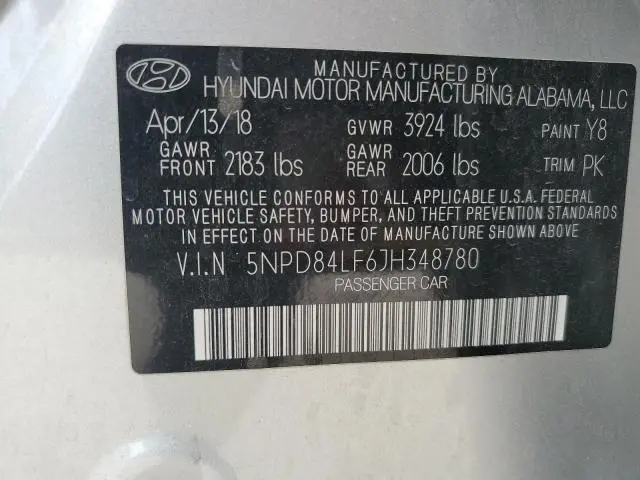 MANUFACTURED BY
HYUNDAI MOTOR MANUFACTURING ALABAMA, LLC
Apr/13/18 GVWR 3924 lbs PAINT Y8
GAWR FRONT 2183 lbs GAWR REAR 2006 lbs TRIM PK
THIS VEHICLE CONFORMS TO ALL APPLICABLE U.S.A. FEDERAL
MOTOR VEHICLE SAFETY, BUMPER, AND THEFT PREVENTION STANDARDS
IN EFFECT ON THE DATE OF MANUFACTURE SHOWN ABOVE.
V.I.N 5NPD84LF6JH348780
PASSENGER CAR